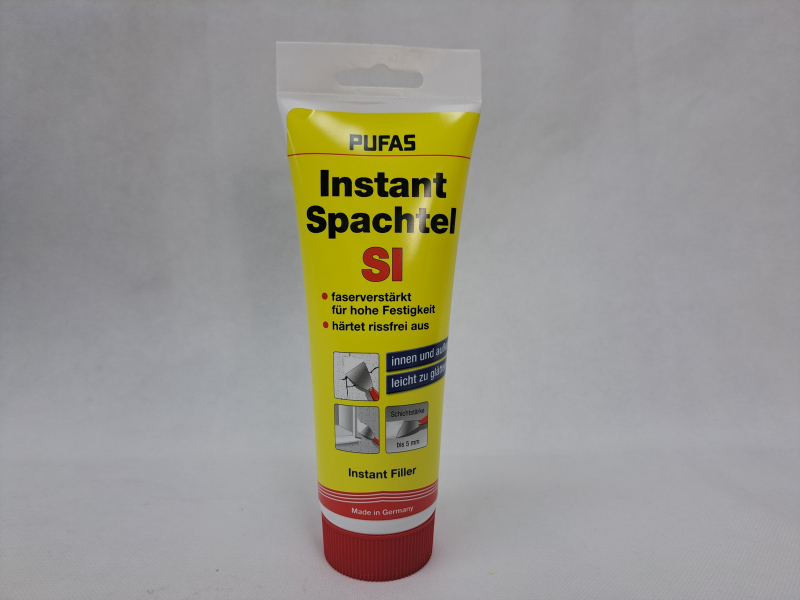 PUFAS
Instant
Spachtel
SI
faserverstärkt
für hohe Festigkeit
härtet rissfrei aus
innen und
leicht zu
Schichtstärke
bis 5 mm
Instant Filler
Made in Germany